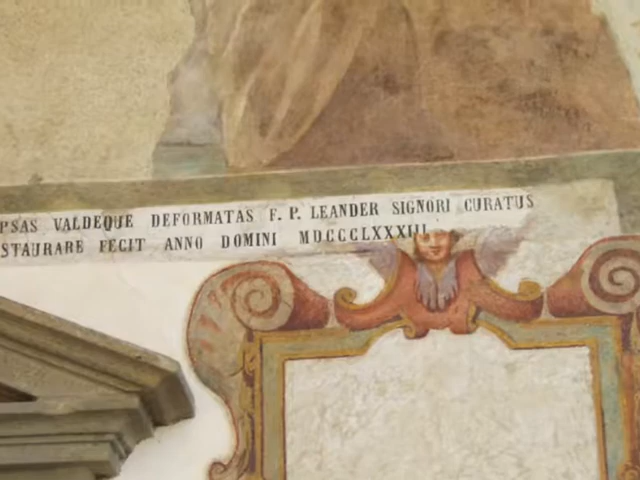 PSAS VALDEQUE DEFORMATAS F. P. LEANDER SIGNORI CURATUS
STAURARE FECIT ANNO DOMINI MDCCCLXXXIII.